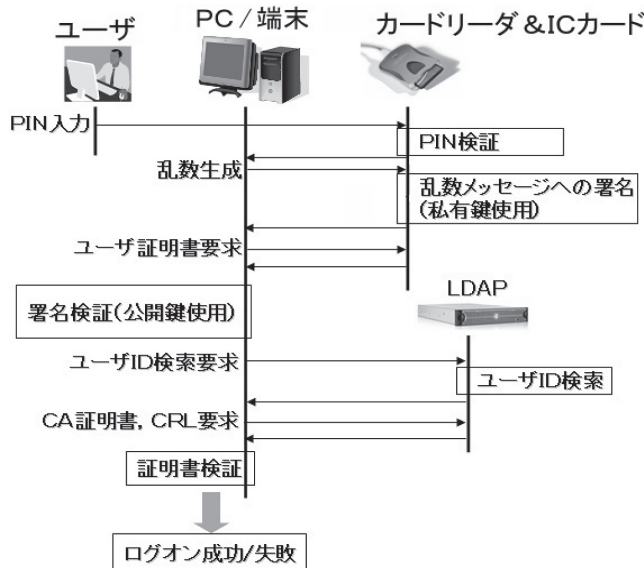 ユーザ
PC/端末
カードリーダ&ICカード
PIN入力
PIN検証
乱数生成
乱数メッセージへの署名
(私有鍵使用)
ユーザ証明書要求
LDAP
署名検証(公開鍵使用)
ユーザID検索要求
ユーザID検索
CA証明書, CRL要求
証明書検証
ログオン成功/失敗